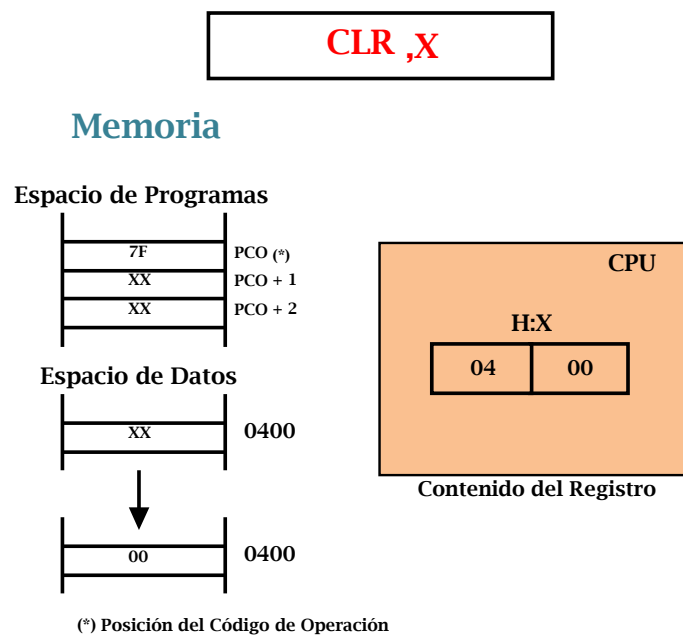 CLR ,X
Memoria
Espacio de Programas
7F PCO (*)
XX PCO + 1
XX PCO + 2
Espacio de Datos
XX 0400
00 0400
(*) Posición del Código de Operación
CPU
H:X
04 00
Contenido del Registro